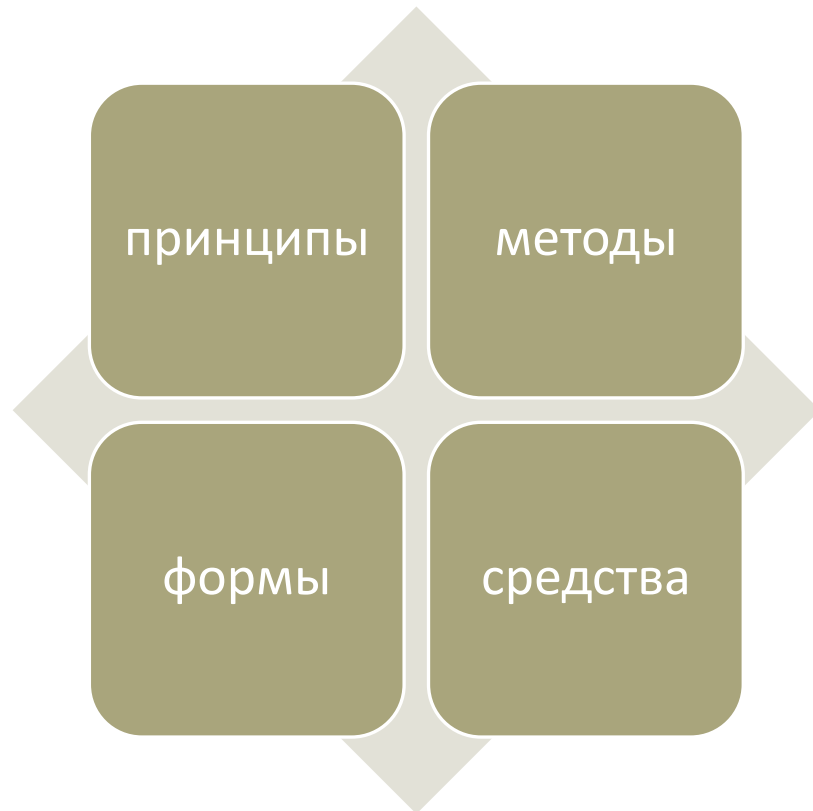 принципы
методы
формы
средства